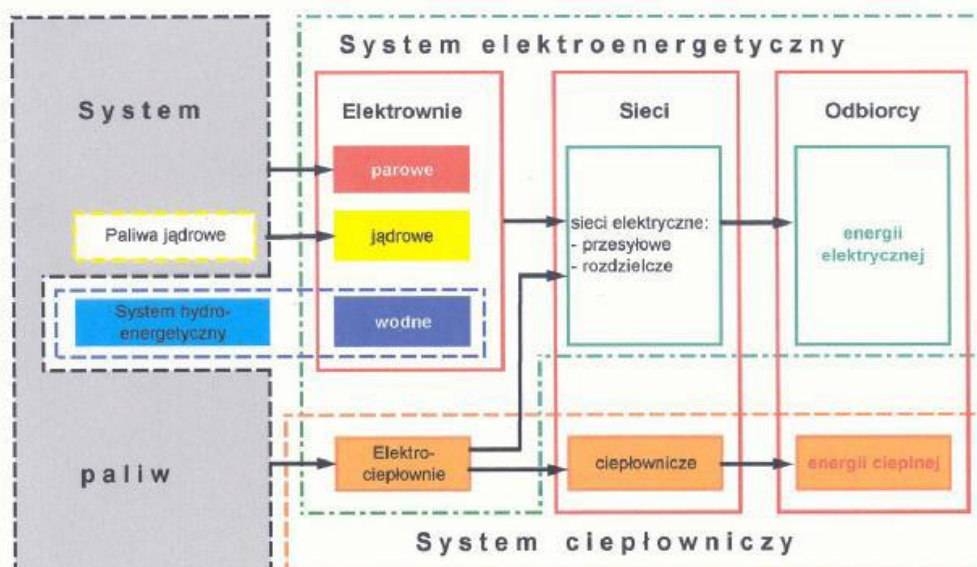 System elektroenergetyczny
System
Elektrownie
Sieci
Odbiorcy
parowe
Paliwa jądrowe
jądrowe
sieci elektryczne:
- przesyłowe
- rozdzielcze
energii
elektrycznej
System hydro-
energetyczny
wodne
paliw
Elektro-
ciepłownie
ciepłownicze
energii cieplnej
System ciepłowniczy